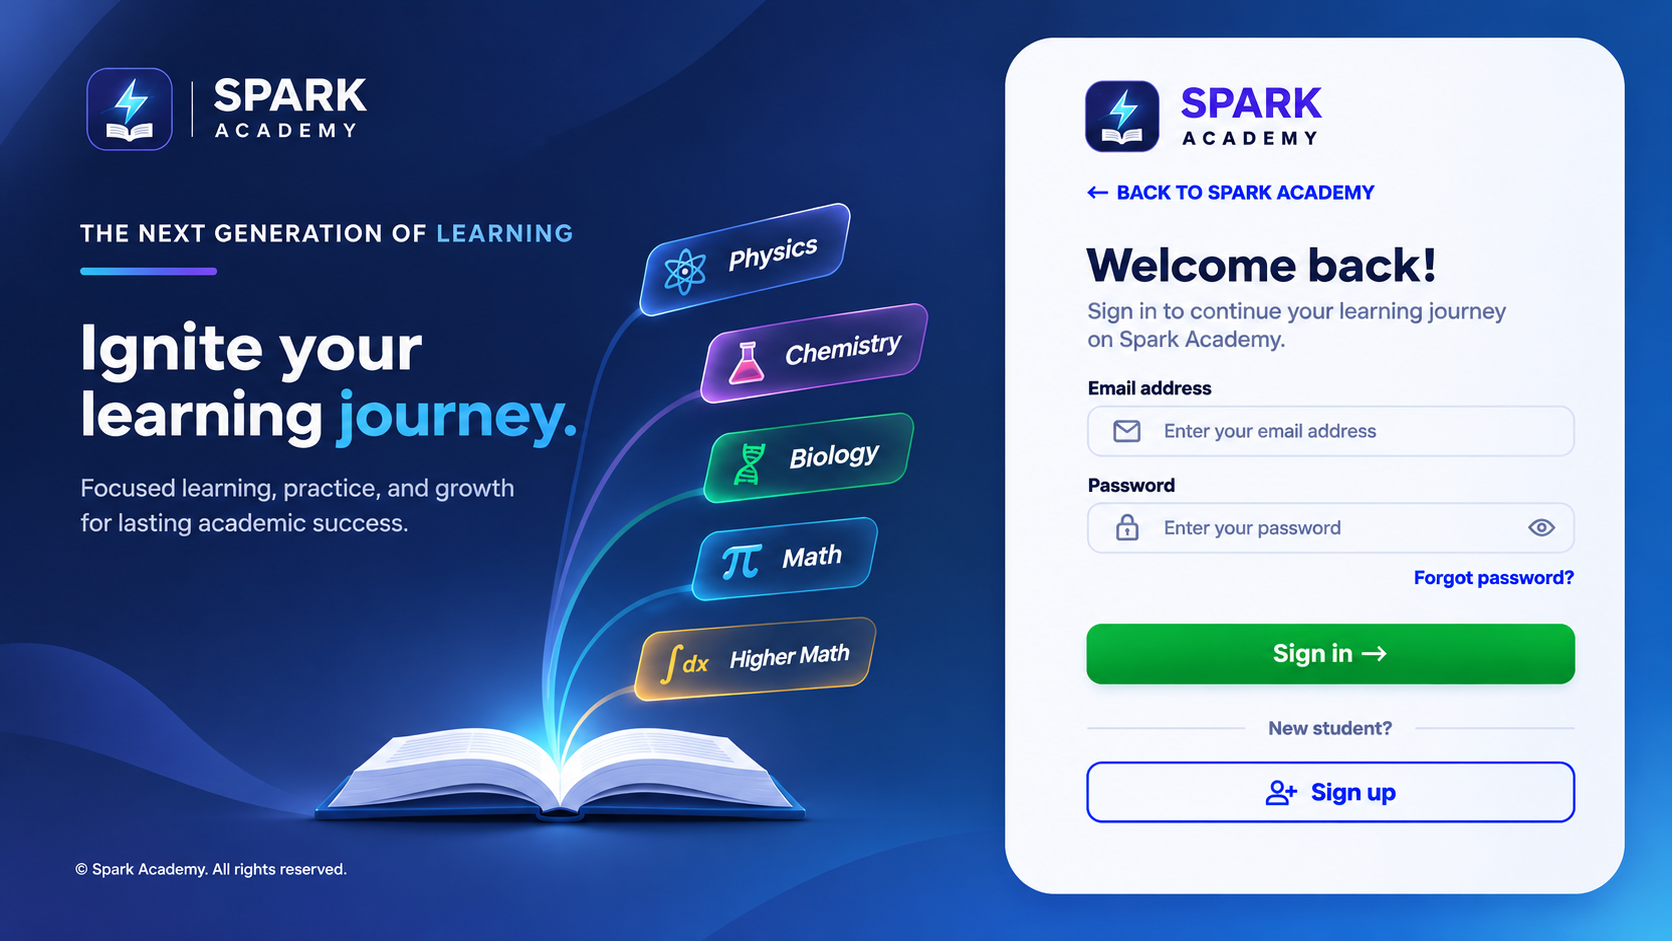 SPARK
ACADEMY
THE NEXT GENERATION OF LEARNING
Ignite your
learning journey.
Focused learning, practice, and growth
for lasting academic success.
Physics
Chemistry
Biology
π Math
∫dx Higher Math
© Spark Academy. All rights reserved.
SPARK
ACADEMY
← BACK TO SPARK ACADEMY
Welcome back!
Sign in to continue your learning journey
on Spark Academy.
Email address
Enter your email address
Password
Enter your password
Forgot password?
Sign in →
New student?
Sign up